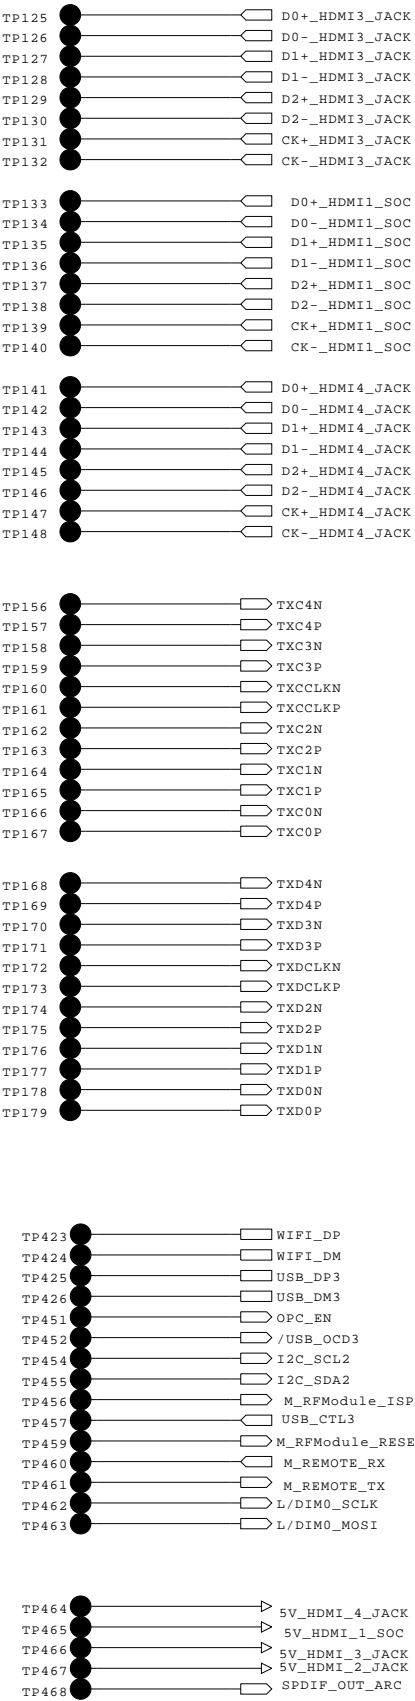 TP125 D0+_HDMI3_JACK
TP126 D0-_HDMI3_JACK
TP127 D1+_HDMI3_JACK
TP128 D1-_HDMI3_JACK
TP129 D2+_HDMI3_JACK
TP130 D2-_HDMI3_JACK
TP131 CK+_HDMI3_JACK
TP132 CK-_HDMI3_JACK
TP133 D0+_HDMI1_SOC
TP134 D0-_HDMI1_SOC
TP135 D1+_HDMI1_SOC
TP136 D1-_HDMI1_SOC
TP137 D2+_HDMI1_SOC
TP138 D2-_HDMI1_SOC
TP139 CK+_HDMI1_SOC
TP140 CK-_HDMI1_SOC
TP141 D0+_HDMI4_JACK
TP142 D0-_HDMI4_JACK
TP143 D1+_HDMI4_JACK
TP144 D1-_HDMI4_JACK
TP145 D2+_HDMI4_JACK
TP146 D2-_HDMI4_JACK
TP147 CK+_HDMI4_JACK
TP148 CK-_HDMI4_JACK
TP156 TXC4N
TP157 TXC4P
TP158 TXC3N
TP159 TXC3P
TP160 TXCCLKN
TP161 TXCCLKP
TP162 TXC2N
TP163 TXC2P
TP164 TXC1N
TP165 TXC1P
TP166 TXC0N
TP167 TXC0P
TP168 TXD4N
TP169 TXD4P
TP170 TXD3N
TP171 TXD3P
TP172 TXDCLKN
TP173 TXDCLKP
TP174 TXD2N
TP175 TXD2P
TP176 TXD1N
TP177 TXD1P
TP178 TXD0N
TP179 TXD0P
TP423 WIFI_DP
TP424 WIFI_DM
TP425 USB_DP3
TP426 USB_DM3
TP451 OPC_EN
TP452 /USB_OCD3
TP454 I2C_SCL2
TP455 I2C_SDA2
TP456 M_RFModule_ISP
TP457 USB_CTL3
TP459 M_RFModule_RESE
TP460 M_REMOTE_RX
TP461 M_REMOTE_TX
TP462 L/DIM0_SCLK
TP463 L/DIM0_MOSI
TP464 5V_HDMI_4_JACK
TP465 5V_HDMI_1_SOC
TP466 5V_HDMI_3_JACK
TP467 5V_HDMI_2_JACK
TP468 SPDIF_OUT_ARC